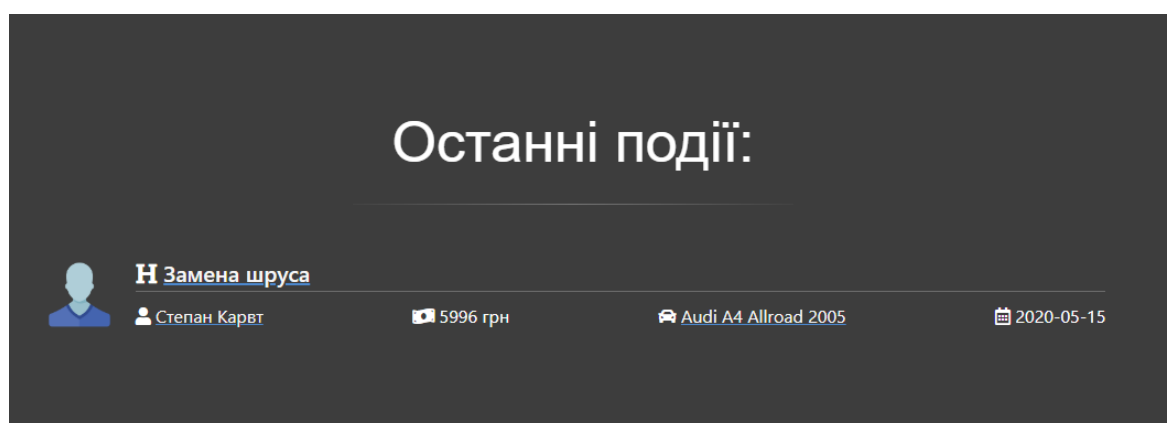 Останні події:
Замена шруса
Степан Карвт 5996 грн Audi A4 Allroad 2005 2020-05-15